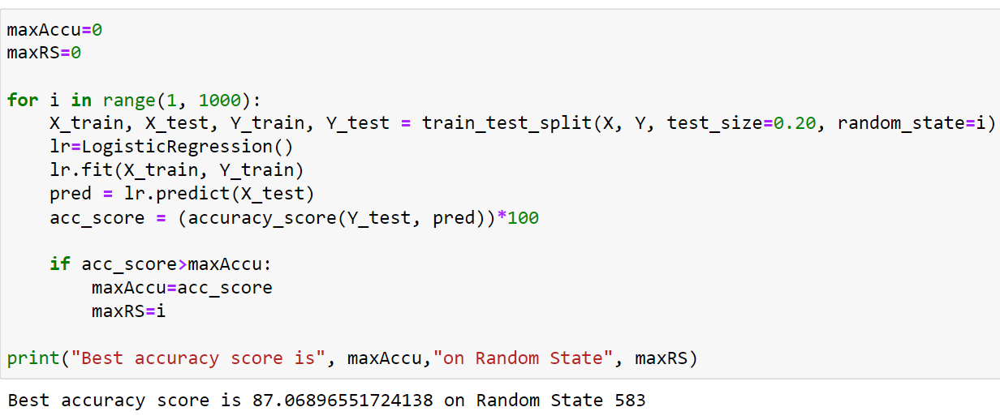 maxAccu=0
maxRS=0
for i in range(1, 1000):
    X_train, X_test, Y_train, Y_test = train_test_split(X, Y, test_size=0.20, random_state=i)
    lr=LogisticRegression()
    lr.fit(X_train, Y_train)
    pred = lr.predict(X_test)
    acc_score = (accuracy_score(Y_test, pred))*100
    if acc_score>maxAccu:
        maxAccu=acc_score
        maxRS=i
print("Best accuracy score is", maxAccu,"on Random State", maxRS)
Best accuracy score is 87.06896551724138 on Random State 583